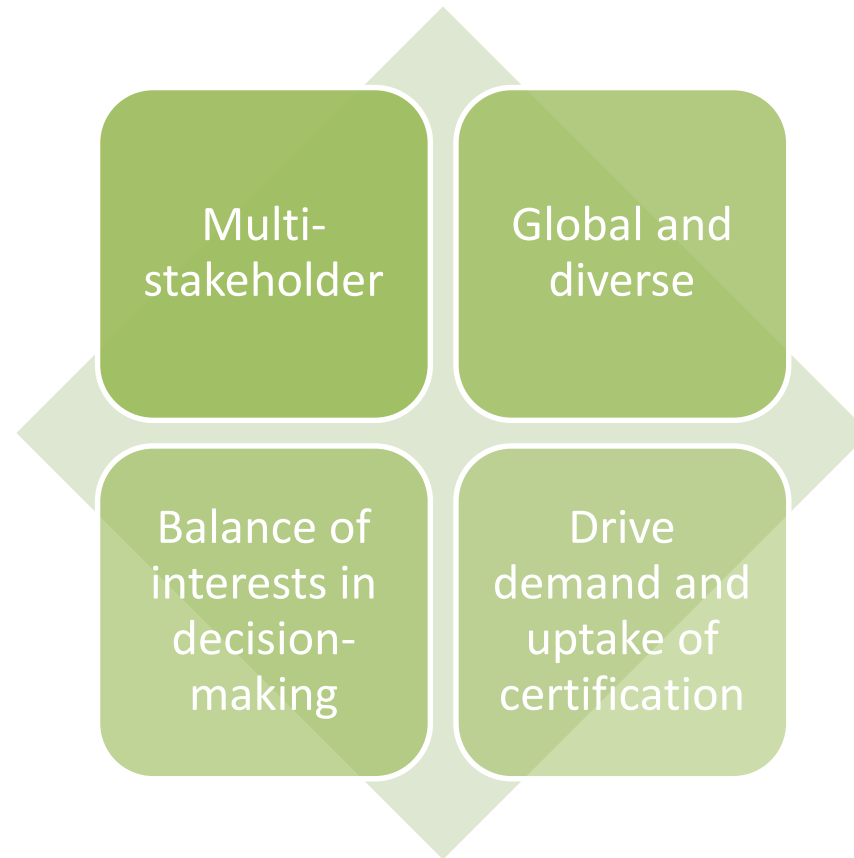 Multi-
stakeholder
Global and
diverse
Balance of
interests in
decision-
making
Drive
demand and
uptake of
certification